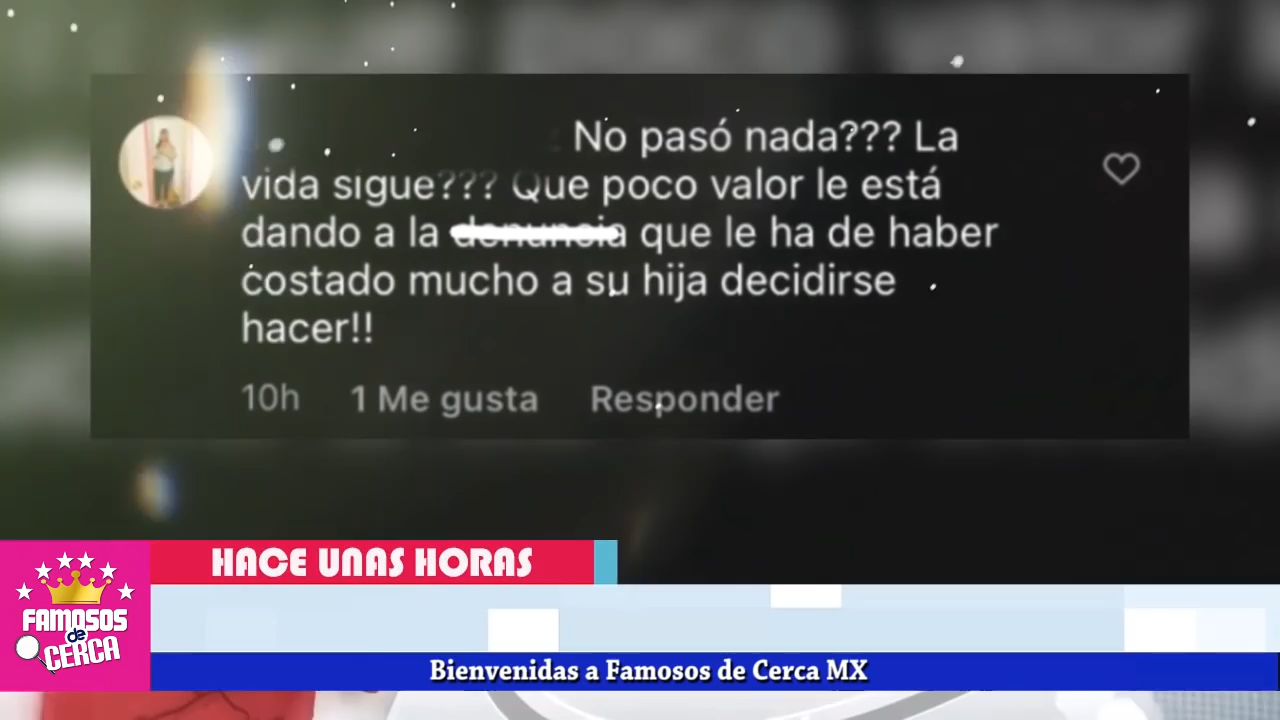 No pasó nada??? La
vida sigue??? Que poco valor le está
dando a la denuncia que le ha de haber
costado mucho a su hija decidirse
hacer!!
10h 1 Me gusta Responder
HACE UNAS HORAS
FAMOSOS
de
CERCA
Bienvenidas a Famosos de Cerca MX